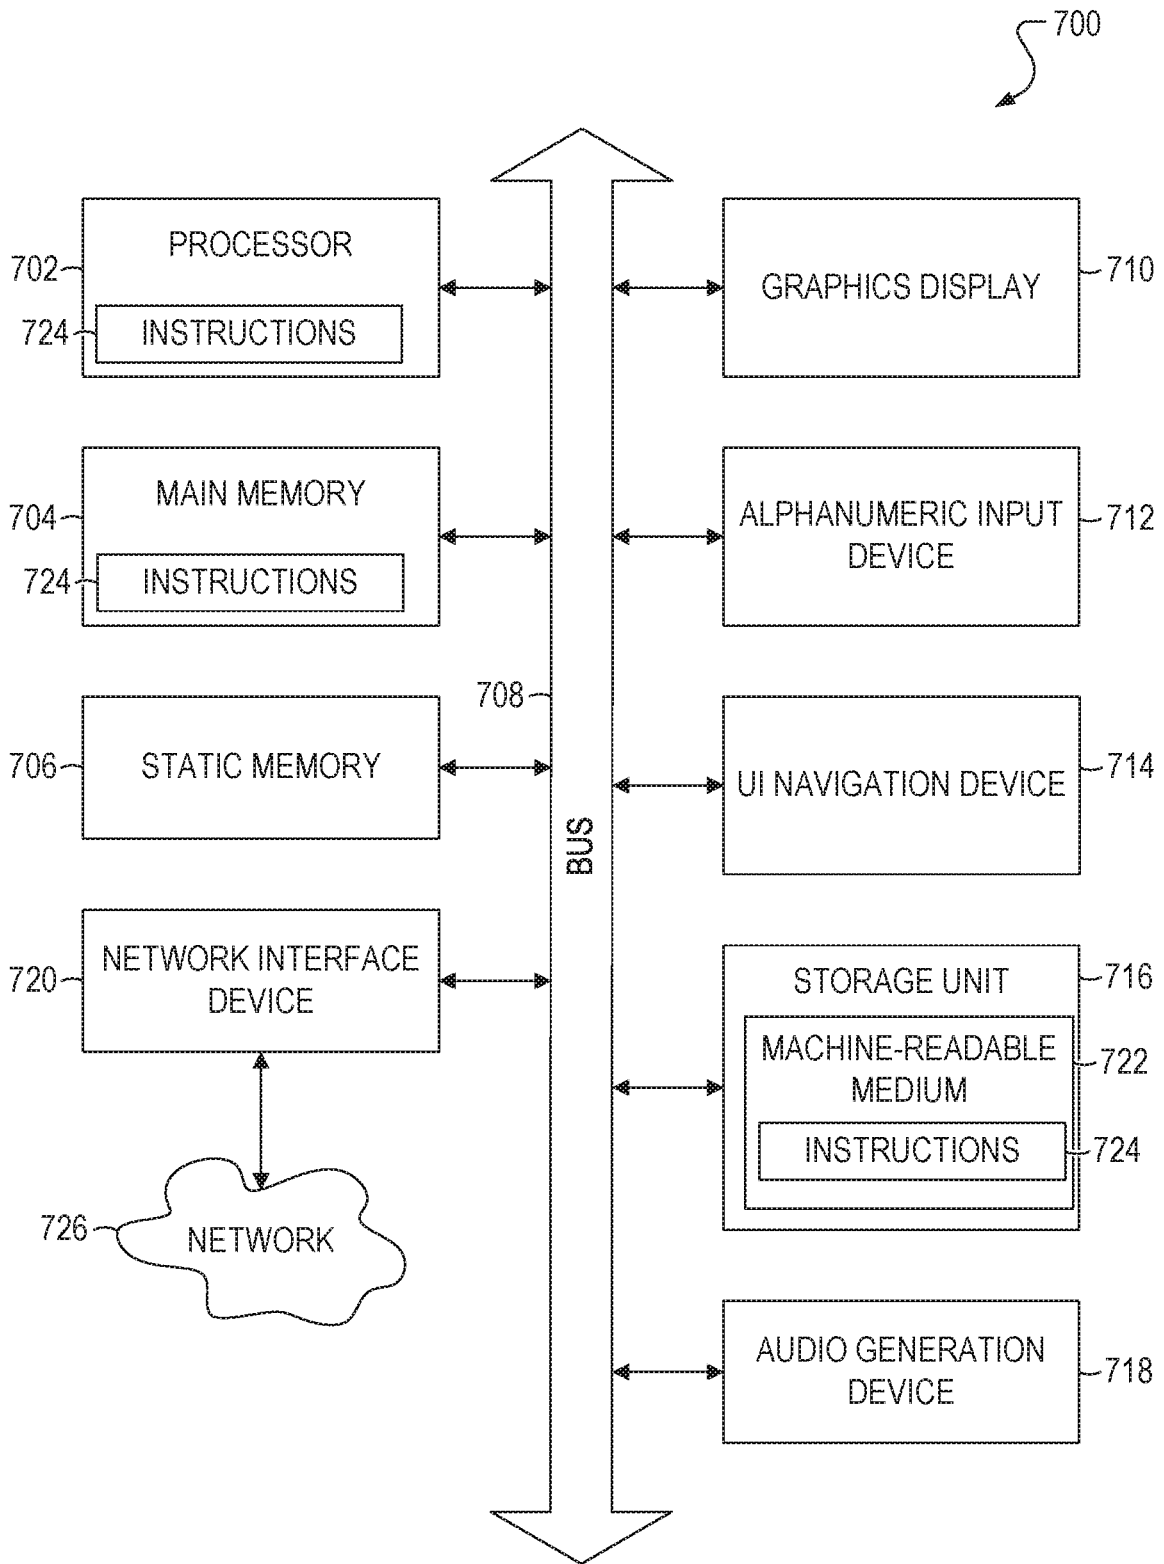 700
PROCESSOR
702
724
INSTRUCTIONS
GRAPHICS DISPLAY
710
MAIN MEMORY
704
724
INSTRUCTIONS
ALPHANUMERIC INPUT
DEVICE
712
708
STATIC MEMORY
706
UI NAVIGATION DEVICE
714
BUS
NETWORK INTERFACE
DEVICE
720
STORAGE UNIT
716
MACHINE-READABLE
MEDIUM
722
INSTRUCTIONS
724
726
NETWORK
AUDIO GENERATION
DEVICE
718